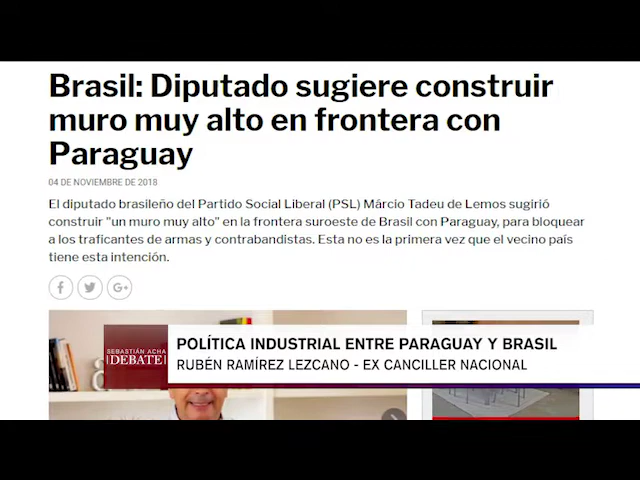 Brasil: Diputado sugiere construir
muro muy alto en frontera con
Paraguay
04 DE NOVIEMBRE DE 2018
El diputado brasileño del Partido Social Liberal (PSL) Márcio Tadeu de Lemos sugirió
construir "un muro muy alto" en la frontera suroeste de Brasil con Paraguay, para bloquear
a los traficantes de armas y contrabandistas. Esta no es la primera vez que el vecino país
tiene esta intención.
f G+
SEBASTIÁN ACHA
DEBATE
POLÍTICA INDUSTRIAL ENTRE PARAGUAY Y BRASIL
RUBÉN RAMÍREZ LEZCANO - EX CANCILLER NACIONAL